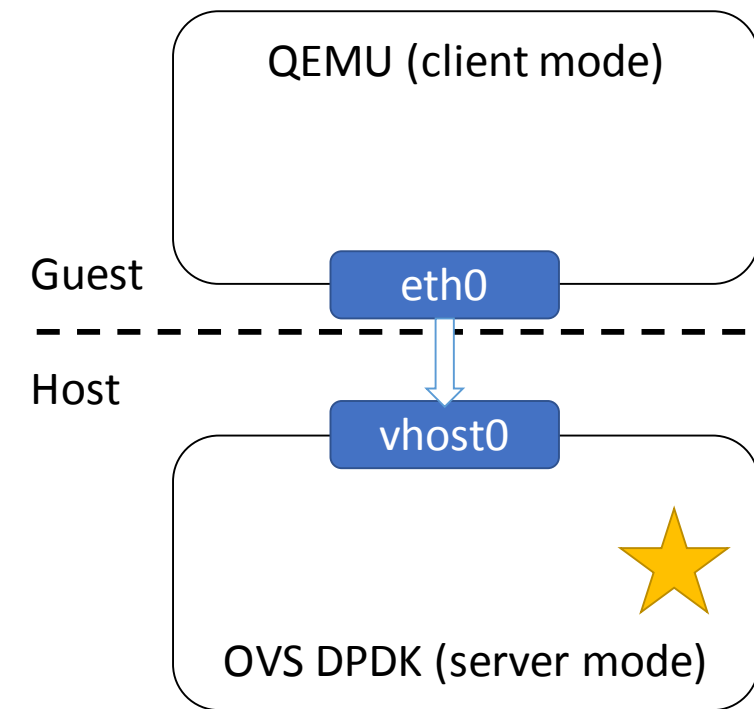 QEMU (client mode)
Guest
eth0
Host
vhost0
OVS DPDK (server mode)